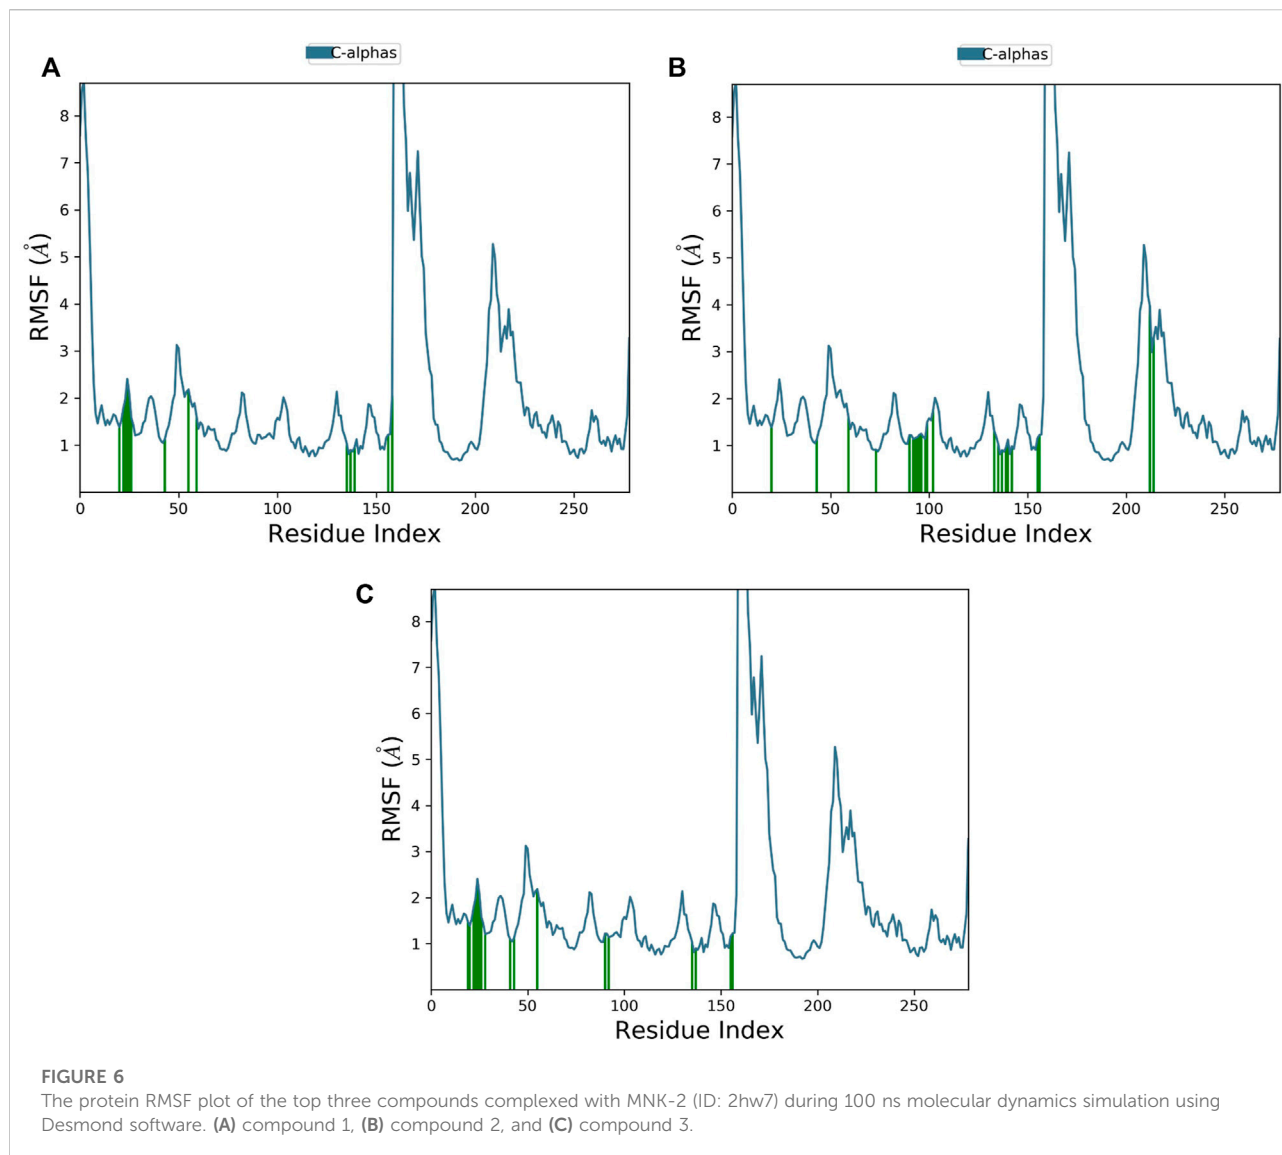 C-alphas
A
8
7
6
5
4
3
2
1
RMSF (Å)
0 50 100 150 200 250
Residue Index
C-alphas
B
8
7
6
5
4
3
2
1
RMSF (Å)
0 50 100 150 200 250
Residue Index
C
8
7
6
5
4
3
2
1
RMSF (Å)
0 50 100 150 200 250
Residue Index
FIGURE 6
The protein RMSF plot of the top three compounds complexed with MNK-2 (ID: 2hw7) during 100 ns molecular dynamics simulation using
Desmond software. (A) compound 1, (B) compound 2, and (C) compound 3.